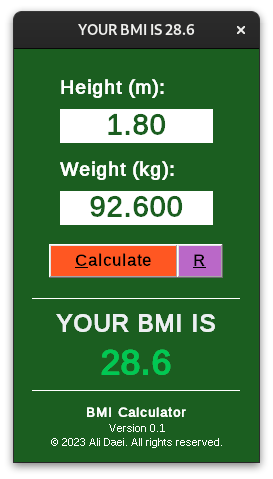 YOUR BMI IS 28.6 ×
Height (m):
1.80
Weight (kg):
92.600
Calculate R
YOUR BMI IS
28.6
BMI Calculator
Version 0.1
© 2023 Ali Daei. All rights reserved.